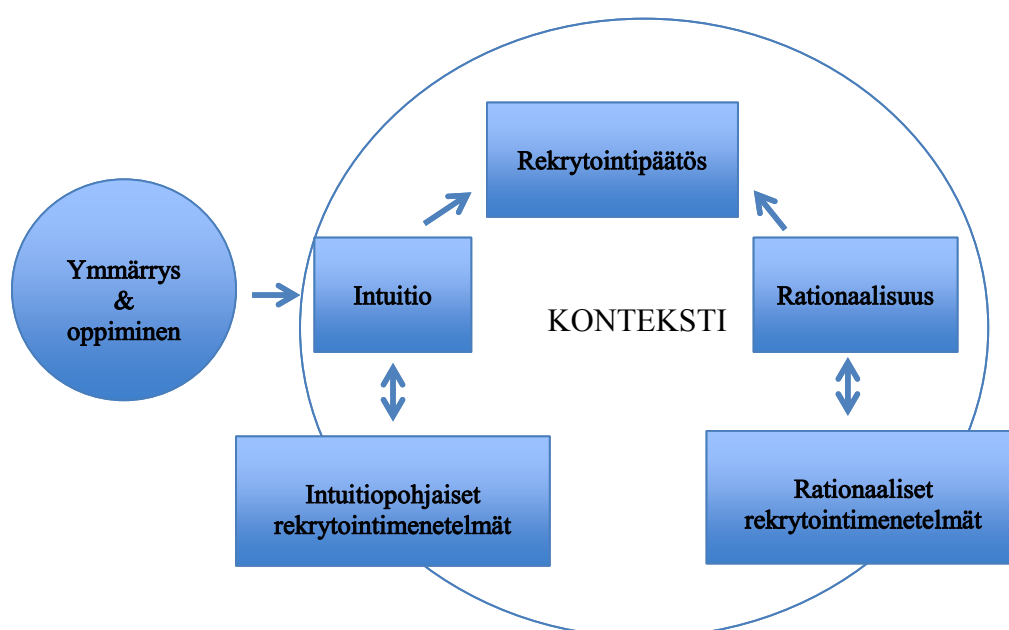 Rekrytointipäätös
Ymmärrys
&
oppiminen
Intuitio
Rationaalisuus
KONTEKSTI
Intuitiopohjaiset
rekrytointimenetelmät
Rationaaliset
rekrytointimenetelmät